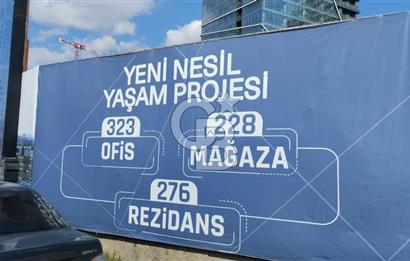 YENİ NESİL
YAŞAM PROJESİ
323
OFİS
228
MAĞAZA
276
REZİDANS